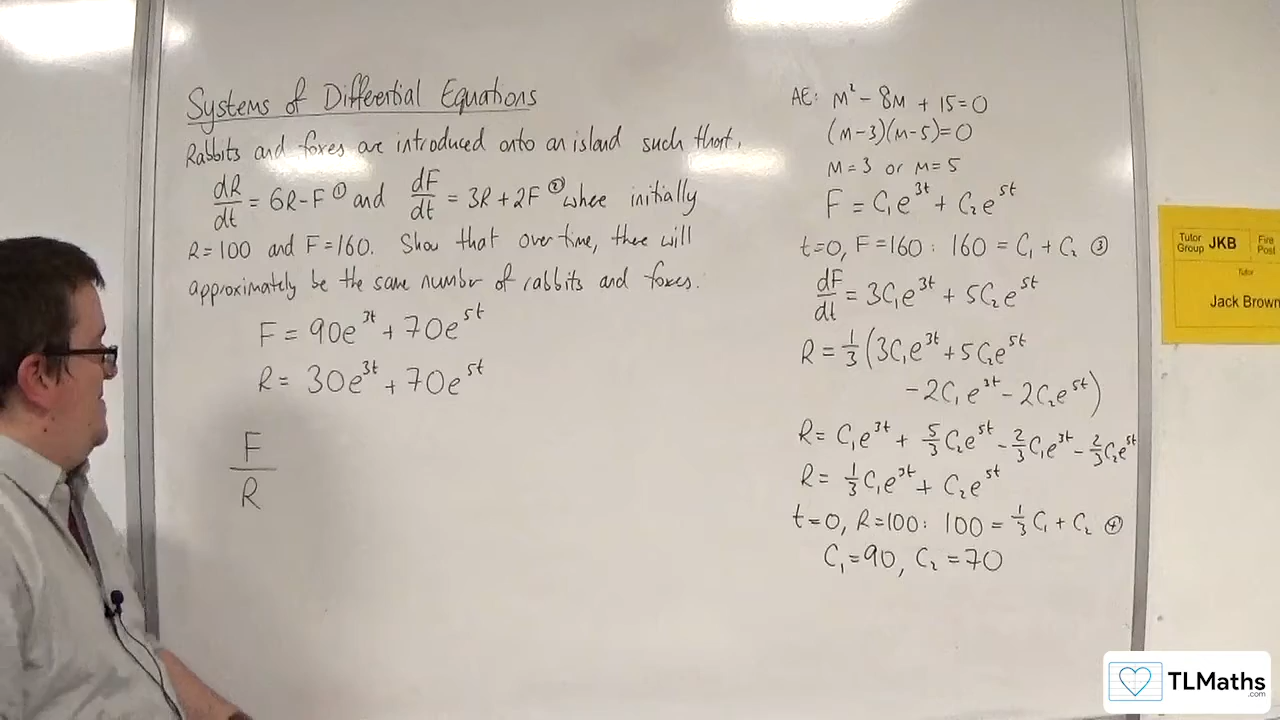 Systems of Differential Equations
Rabbits and foxes are introduced onto an island such that,
dR/dt = 6R - F ① and dF/dt = 3R + 2F ② where initially
R = 100 and F = 160. Show that over time, there will
approximately be the same number of rabbits and foxes.
F = 90e^3t + 70e^5t
R = 30e^3t + 70e^5t
F/R
AE: m² - 8m + 15 = 0
(m-3)(m-5) = 0
m = 3 or m = 5
F = C₁e^3t + C₂e^5t
t=0, F=160: 160 = C₁ + C₂ ③
dF/dt = 3C₁e^3t + 5C₂e^5t
R = 1/3 (3C₁e^3t + 5C₂e^5t
- 2C₁e^3t - 2C₂e^5t)
R = C₁e^3t + 5/3 C₂e^5t - 2/3 C₁e^3t - 2/3 C₂e^5t
R = 1/3 C₁e^3t + C₂e^5t
t=0, R=100: 100 = 1/3 C₁ + C₂ ④
C₁ = 90, C₂ = 70
Tutor Group JKB
Fire
Post
Tutor
Jack Brown
TLMaths
.com